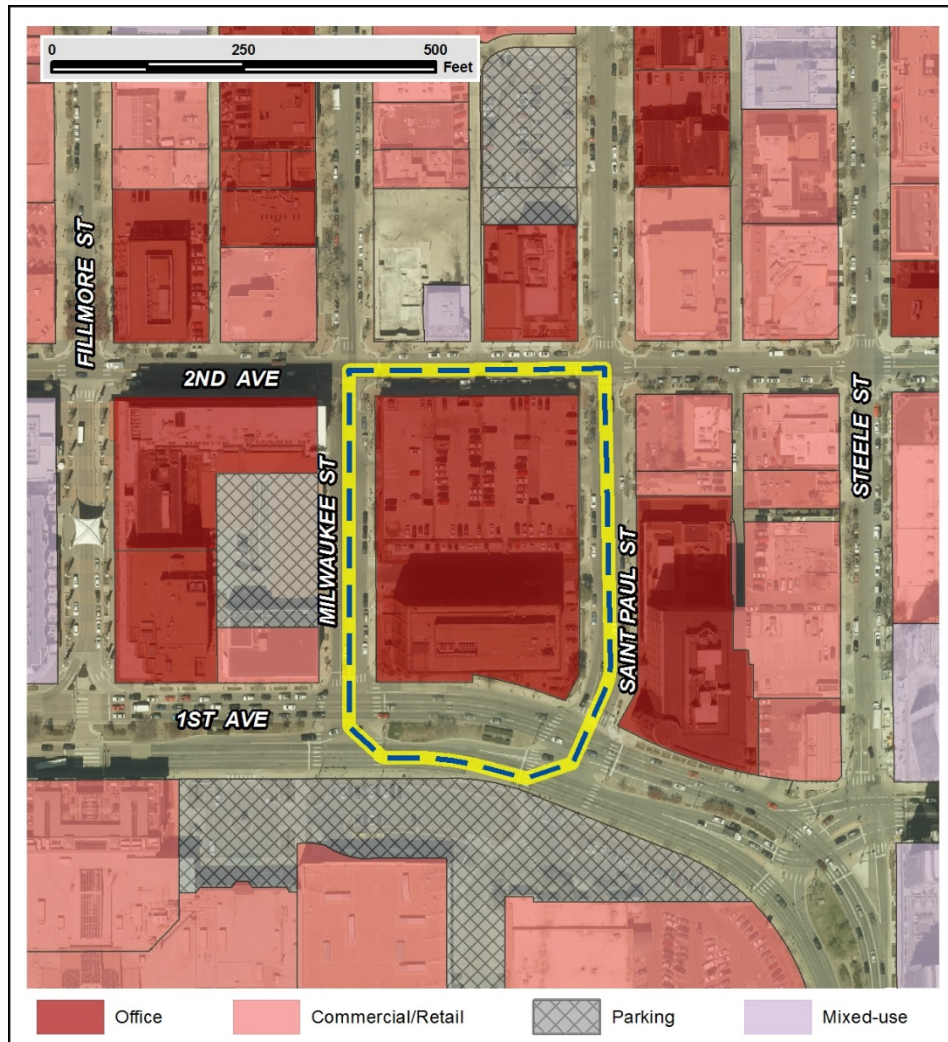 0 250 500
Feet
FILLMORE ST
2ND AVE
STEELE ST
MILWAUKEE ST
SAINT PAUL ST
1ST AVE
Office Commercial/Retail Parking Mixed-use